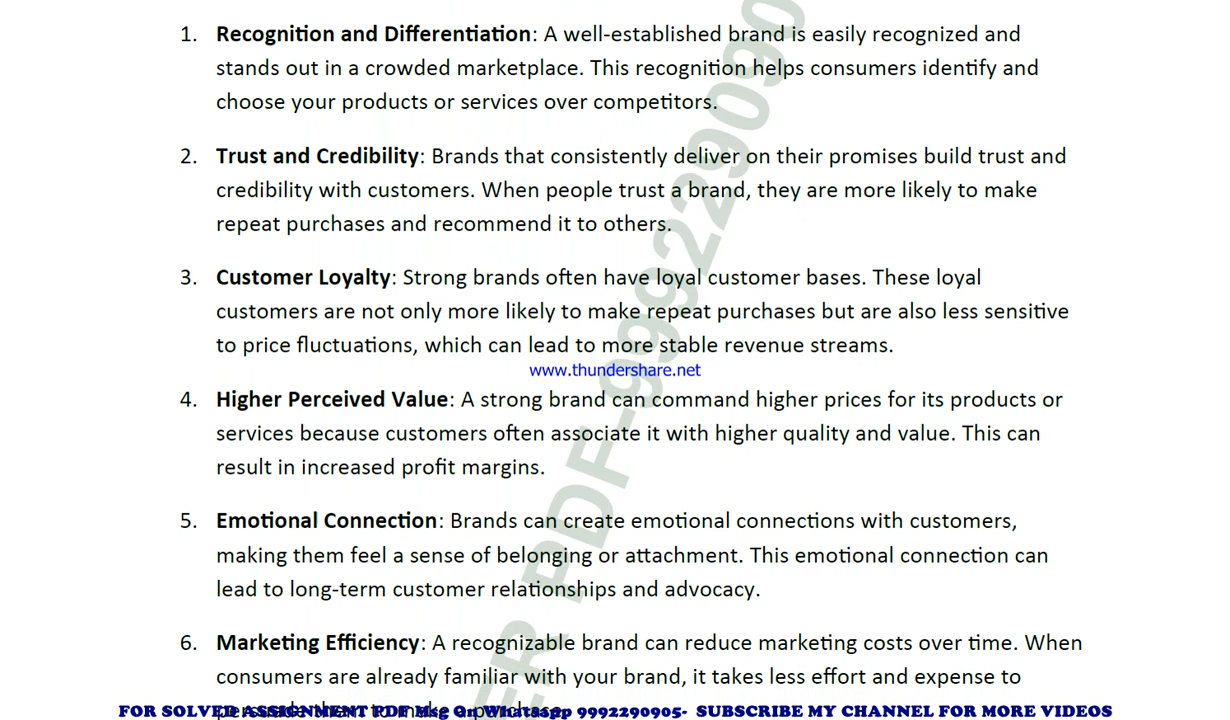 1. Recognition and Differentiation: A well-established brand is easily recognized and
stands out in a crowded marketplace. This recognition helps consumers identify and
choose your products or services over competitors.
2. Trust and Credibility: Brands that consistently deliver on their promises build trust and
credibility with customers. When people trust a brand, they are more likely to make
repeat purchases and recommend it to others.
3. Customer Loyalty: Strong brands often have loyal customer bases. These loyal
customers are not only more likely to make repeat purchases but are also less sensitive
to price fluctuations, which can lead to more stable revenue streams.
www.thundershare.net
4. Higher Perceived Value: A strong brand can command higher prices for its products or
services because customers often associate it with higher quality and value. This can
result in increased profit margins.
5. Emotional Connection: Brands can create emotional connections with customers,
making them feel a sense of belonging or attachment. This emotional connection can
lead to long-term customer relationships and advocacy.
6. Marketing Efficiency: A recognizable brand can reduce marketing costs over time. When
consumers are already familiar with your brand, it takes less effort and expense to
FOR SOLVED ASSIGNMENT PDF Msg On Whatsapp 9992290905- SUBSCRIBE MY CHANNEL FOR MORE VIDEOS
PDF-999229090